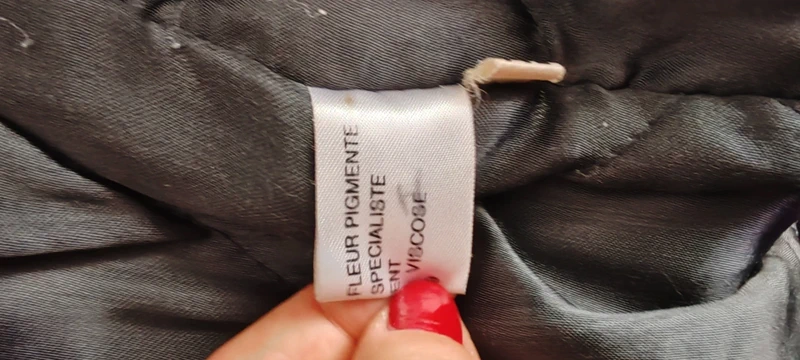 FLEUR PIGMENTE
SPECIALISTE
ENT
VISCOSE